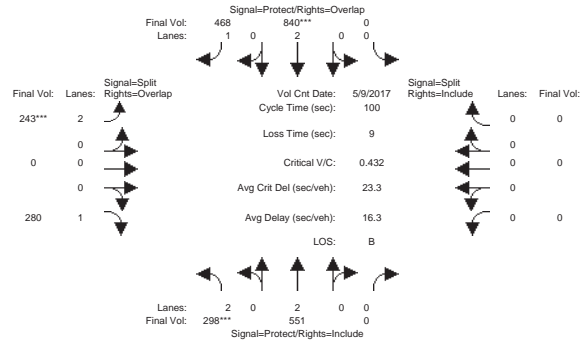 Signal=Protect/Rights=Overlap
Final Vol: 468 840*** 0
Lanes: 1 0 2 0 0
Signal=Split Signal=Split
Final Vol: Lanes: Rights=Overlap Vol Cnt Date: 5/9/2017 Rights=Include Lanes: Final Vol:
Cycle Time (sec): 100
243*** 2 0 0
Loss Time (sec): 9
0 0
0 0 Critical V/C: 0.432 0 0
0 Avg Crit Del (sec/veh): 23.3 0
280 1 Avg Delay (sec/veh): 16.3 0 0
LOS: B
Lanes: 2 0 2 0 0
Final Vol: 298*** 551 0
Signal=Protect/Rights=Include